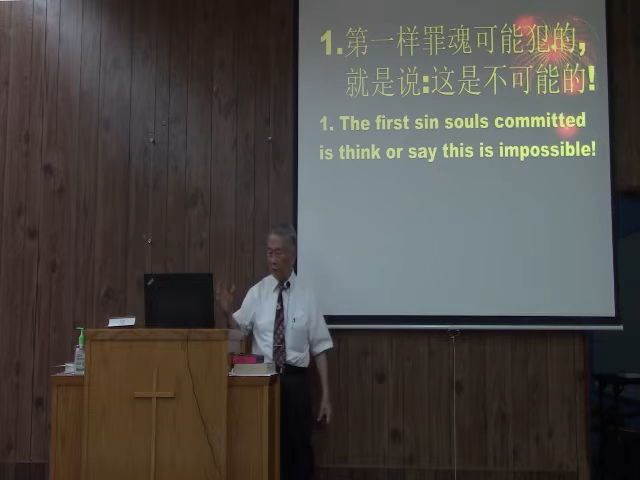 1.第一样罪魂可能犯的,
就是说:这是不可能的!
1. The first sin souls committed
is think or say this is impossible!